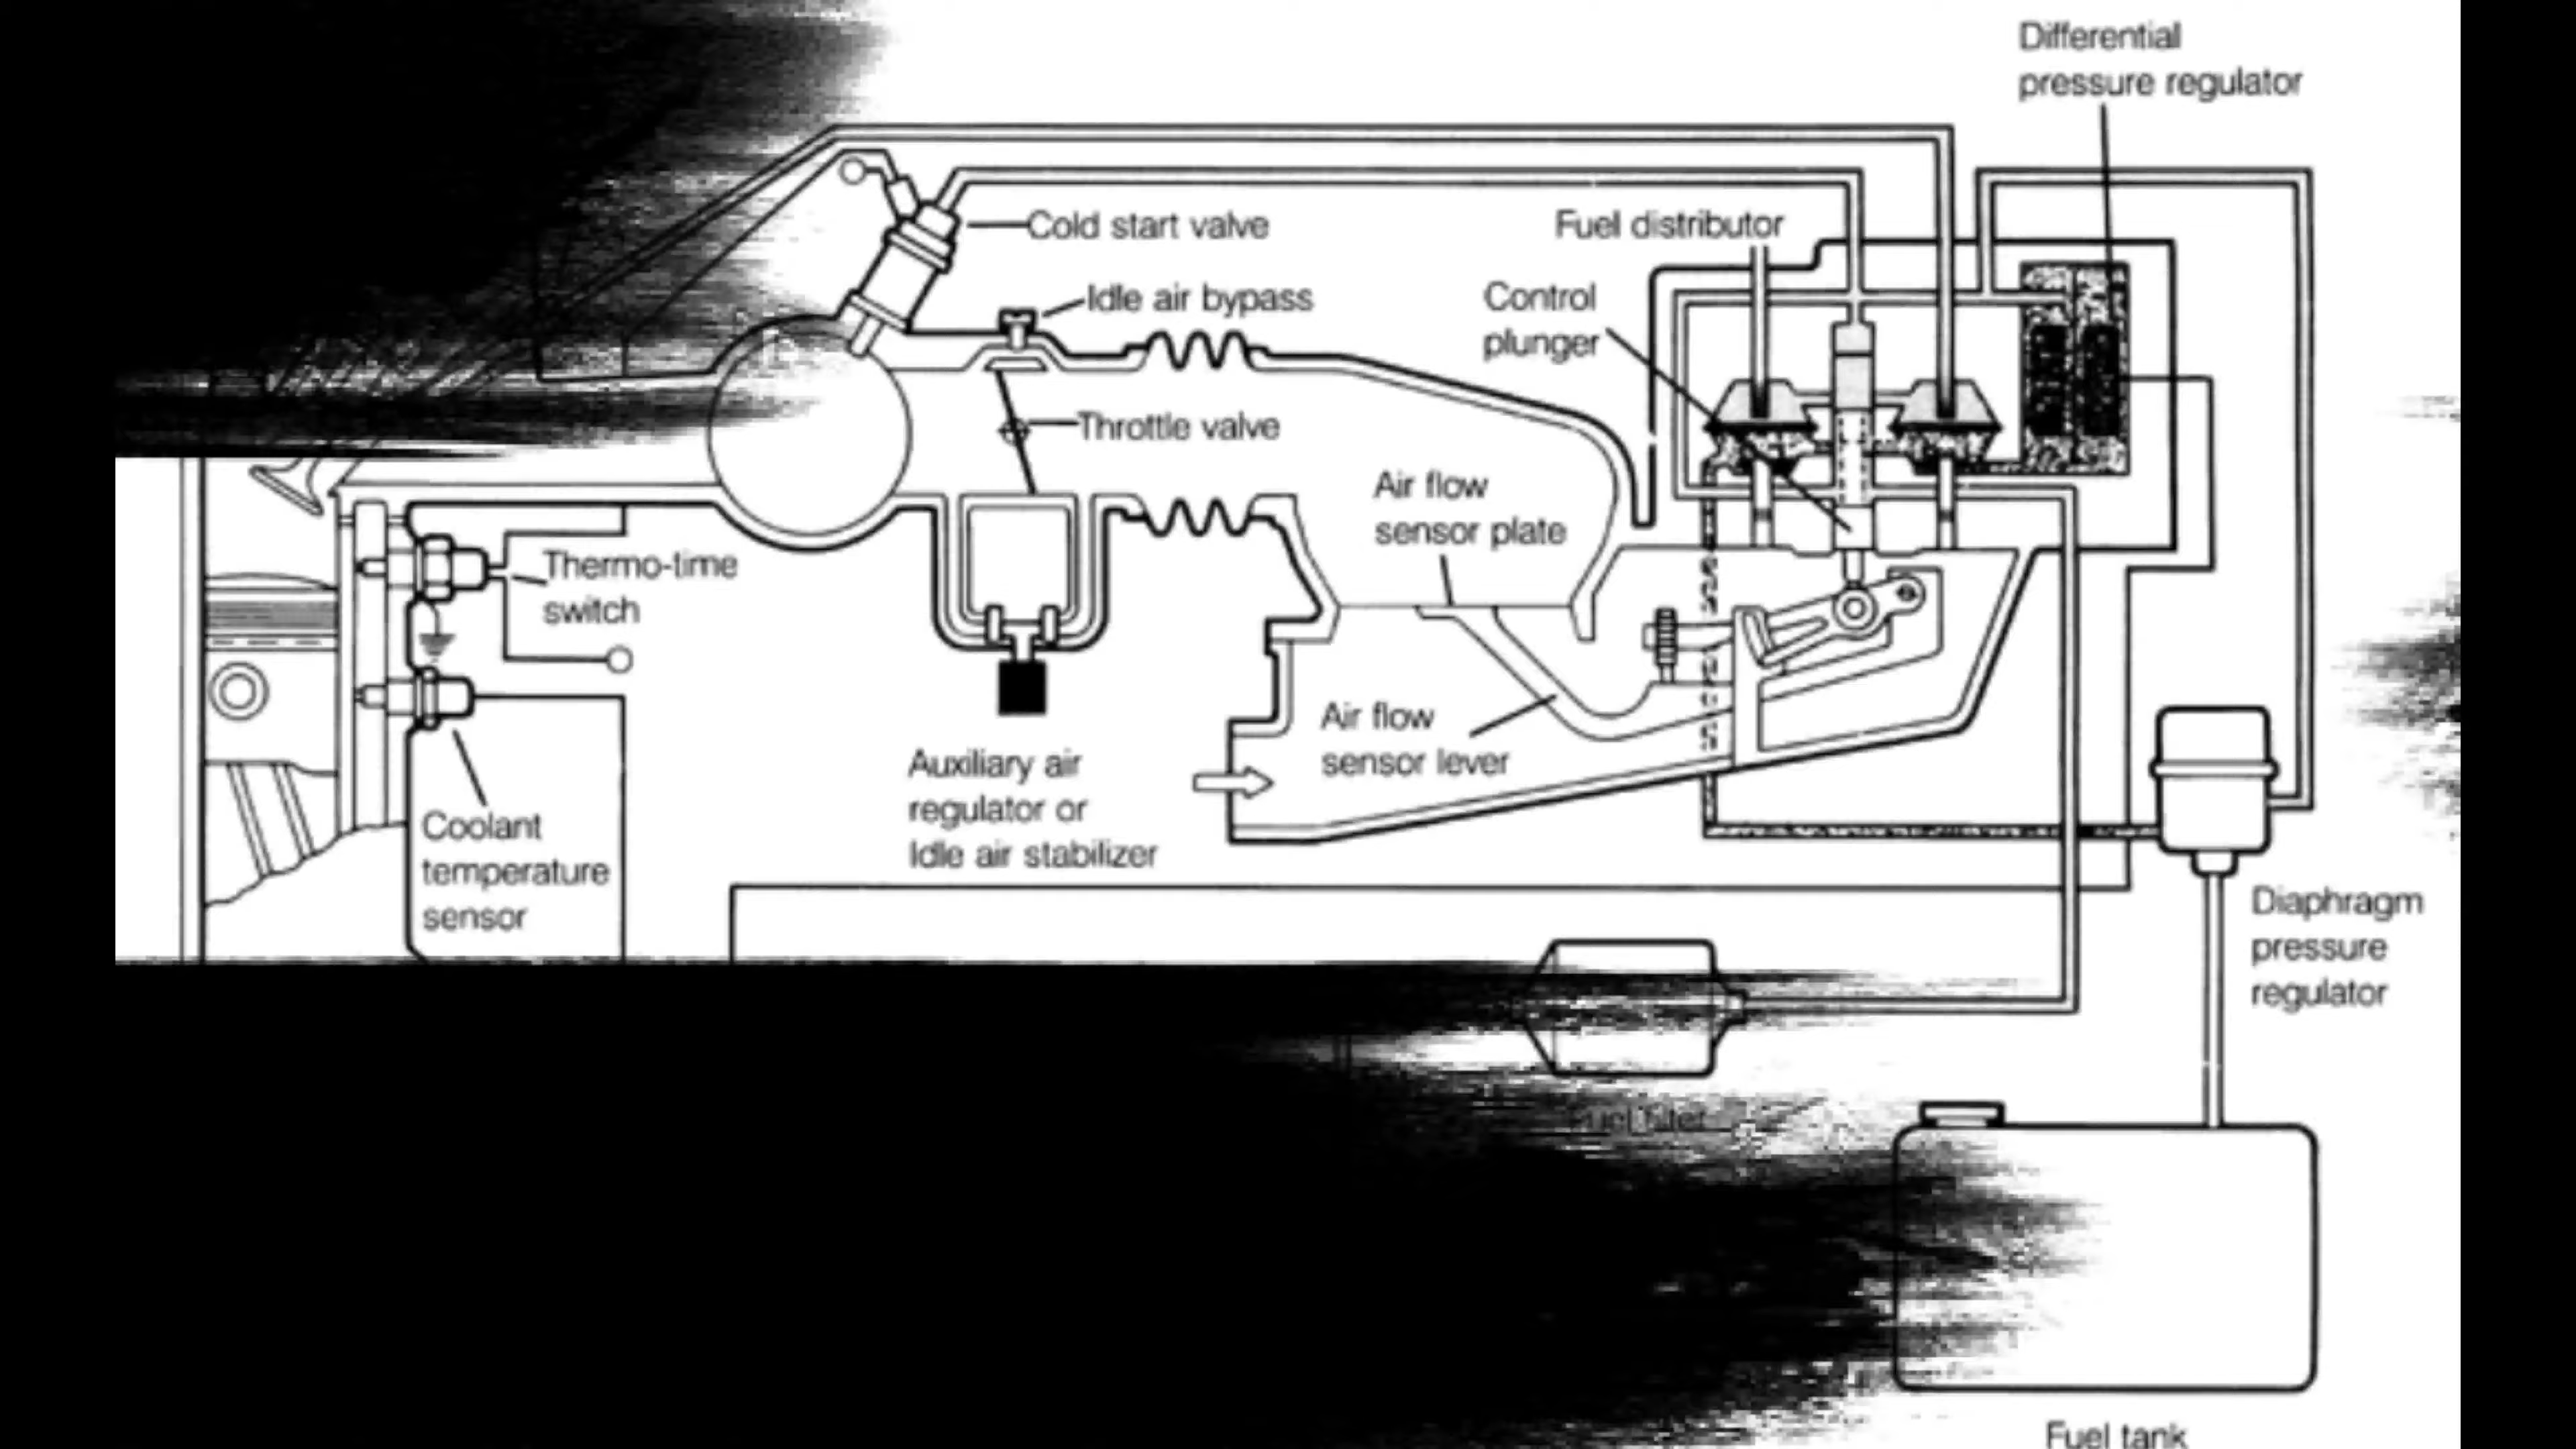 Differential
pressure regulator
Cold start valve
Fuel distributor
Idle air bypass
Control
plunger
Throttle valve
Air flow
sensor plate
Thermo-time
switch
Air flow
sensor lever
Auxiliary air
regulator or
Idle air stabilizer
Coolant
temperature
sensor
Diaphragm
pressure
regulator
Fuel filter
Fuel tank